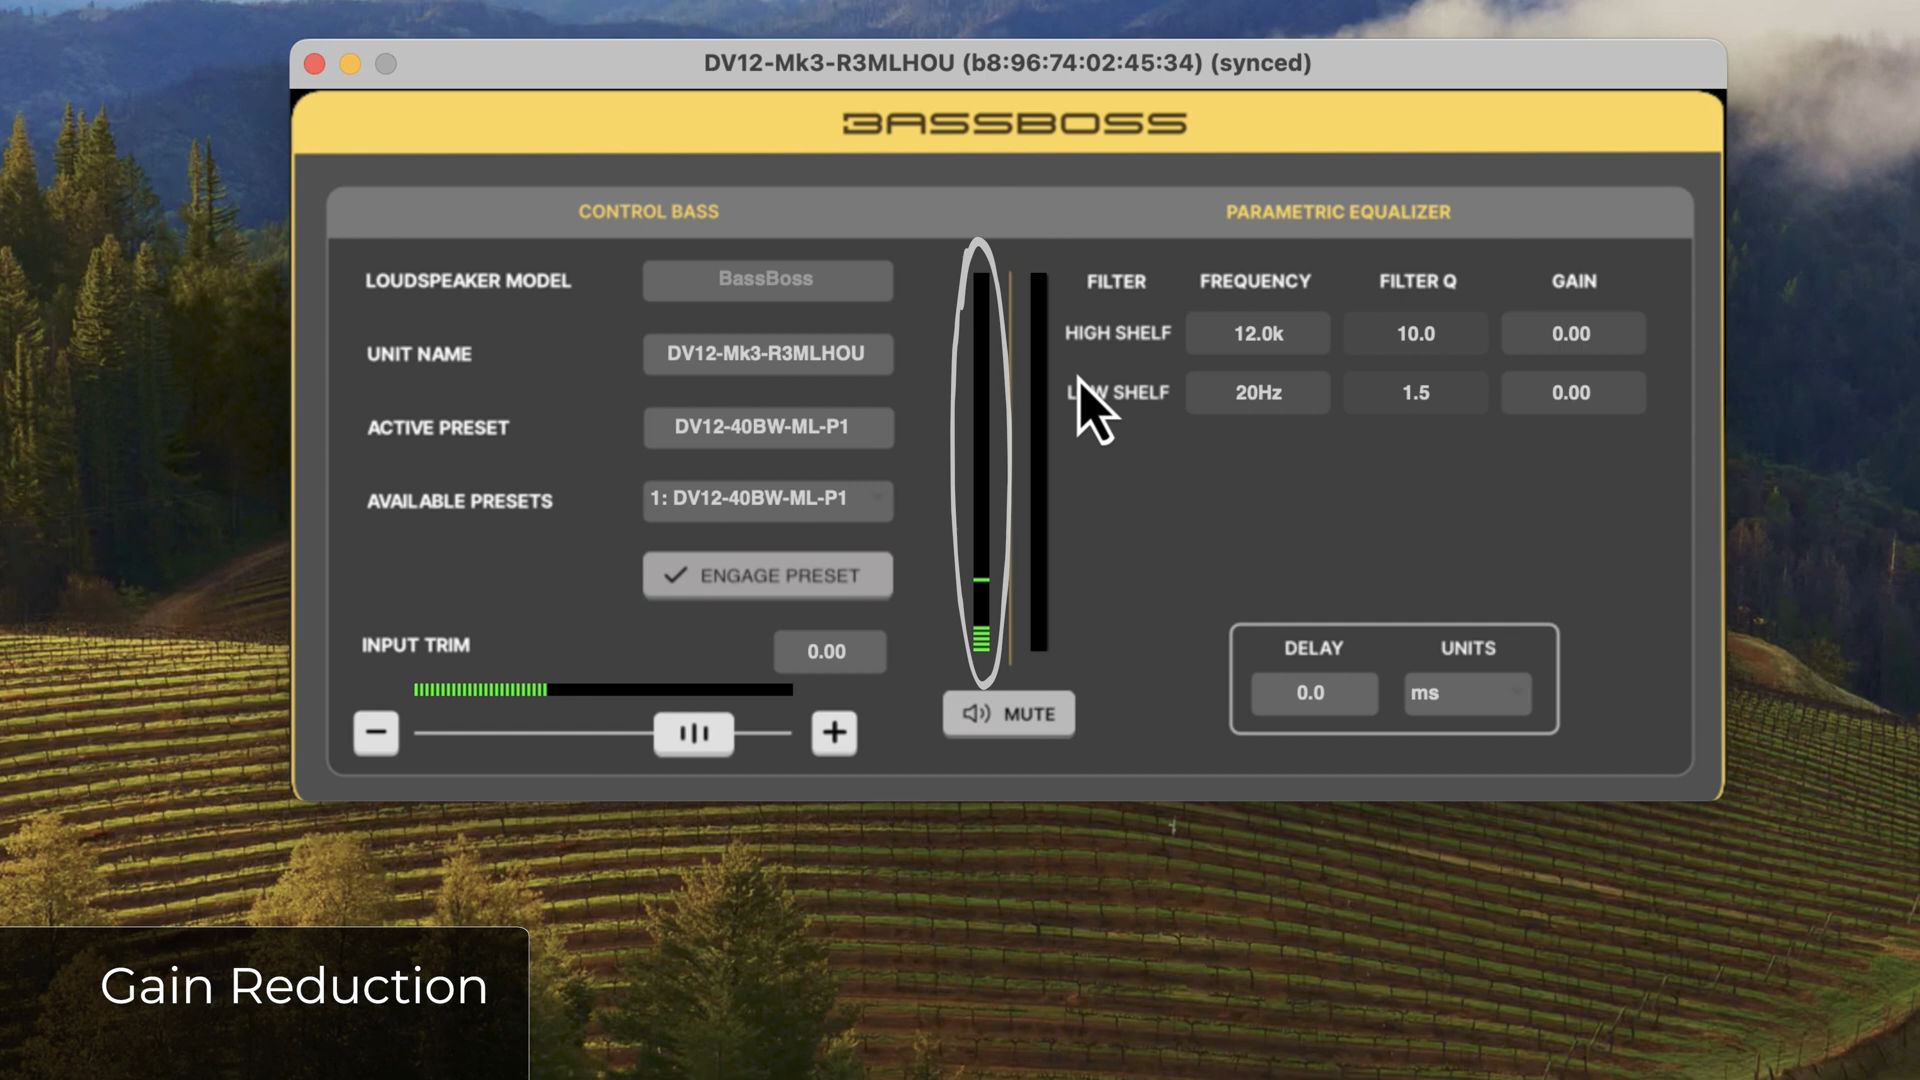 DV12-Mk3-R3MLHOU (b8:96:74:02:45:34) (synced)
BASSBOSS
CONTROL BASS
PARAMETRIC EQUALIZER
LOUDSPEAKER MODEL
BassBoss
UNIT NAME
DV12-Mk3-R3MLHOU
ACTIVE PRESET
DV12-40BW-ML-P1
AVAILABLE PRESETS
1: DV12-40BW-ML-P1
ENGAGE PRESET
INPUT TRIM
0.00
MUTE
FILTER FREQUENCY FILTER Q GAIN
HIGH SHELF 12.0k 10.0 0.00
LOW SHELF 20Hz 1.5 0.00
DELAY UNITS
0.0 ms
Gain Reduction